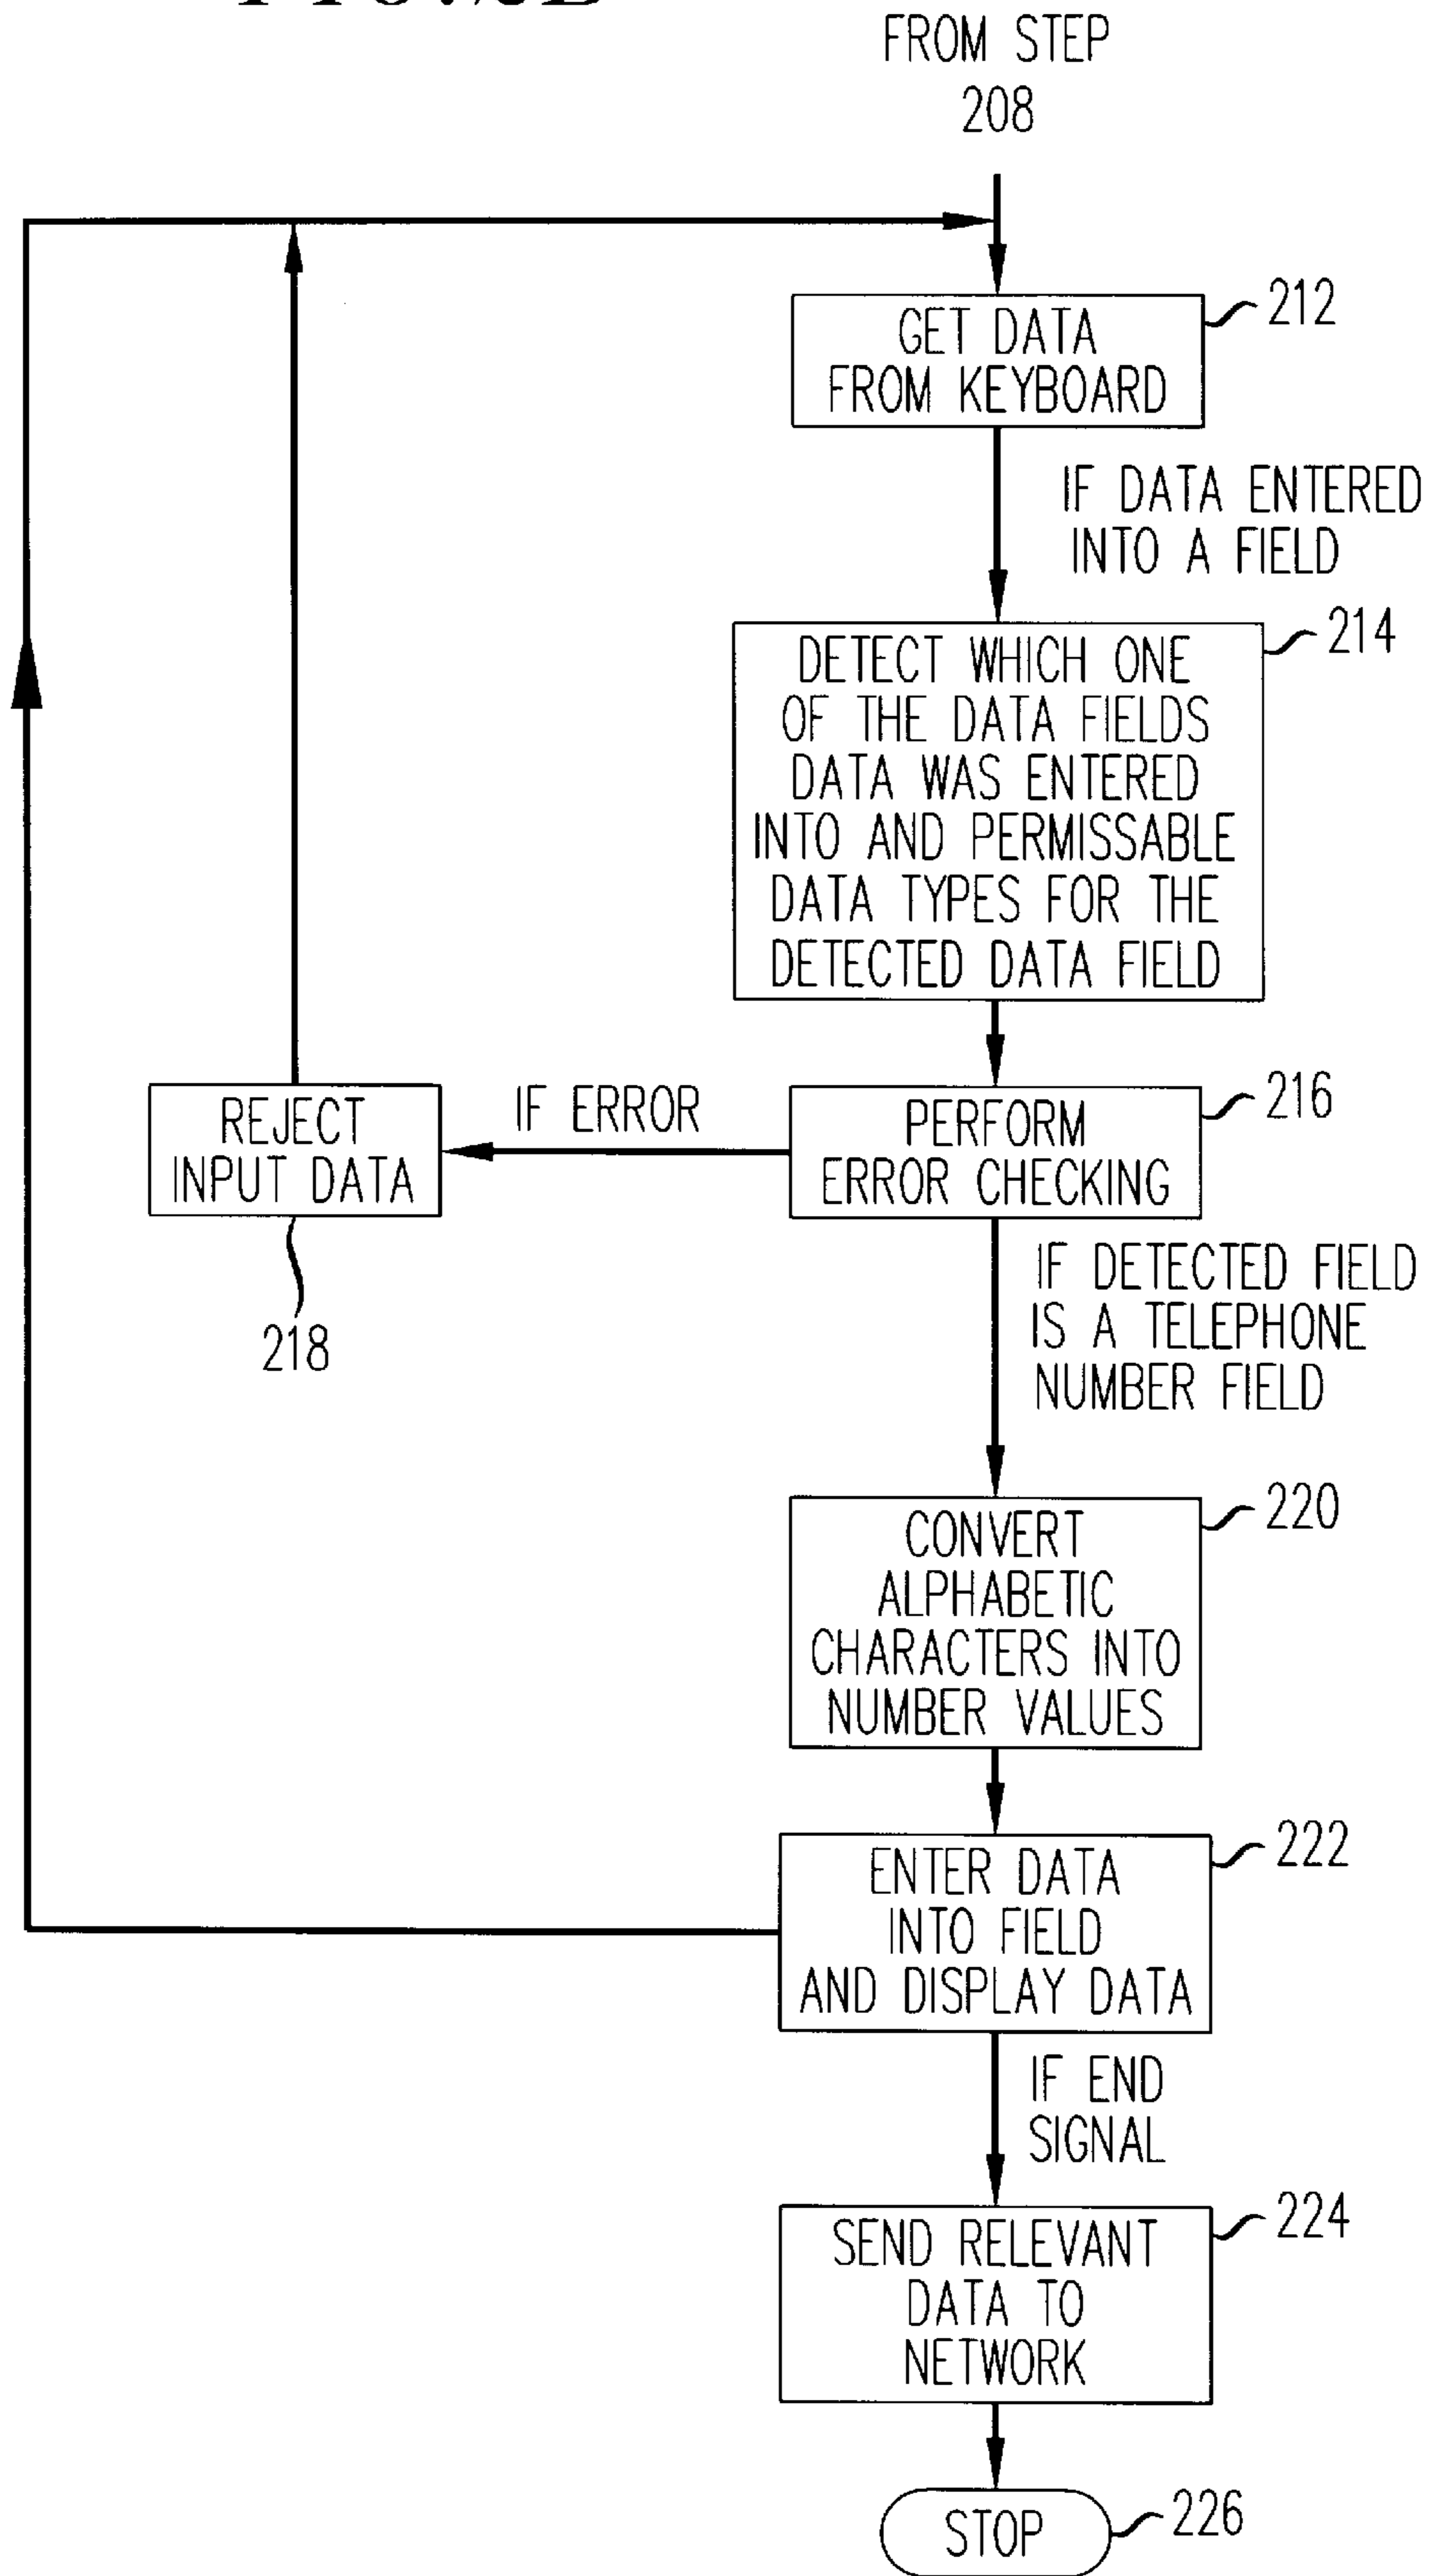 FROM STEP
208
GET DATA
FROM KEYBOARD
212
IF DATA ENTERED
INTO A FIELD
DETECT WHICH ONE
OF THE DATA FIELDS
DATA WAS ENTERED
INTO AND PERMISSABLE
DATA TYPES FOR THE
DETECTED DATA FIELD
214
PERFORM
ERROR CHECKING
216
IF ERROR
REJECT
INPUT DATA
218
IF DETECTED FIELD
IS A TELEPHONE
NUMBER FIELD
CONVERT
ALPHABETIC
CHARACTERS INTO
NUMBER VALUES
220
ENTER DATA
INTO FIELD
AND DISPLAY DATA
222
IF END
SIGNAL
SEND RELEVANT
DATA TO
NETWORK
224
STOP
226